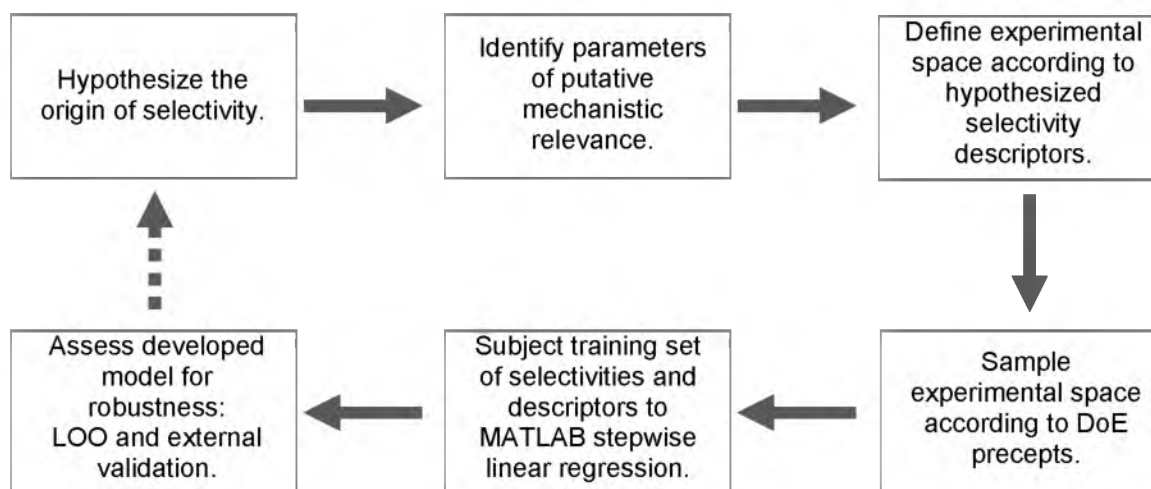 Hypothesize the
origin of selectivity.
Identify parameters
of putative
mechanistic
relevance.
Define experimental
space according to
hypothesized
selectivity
descriptors.
Sample
experimental space
according to DoE
precepts.
Subject training set
of selectivities and
descriptors to
MATLAB stepwise
linear regression.
Assess developed
model for
robustness:
LOO and external
validation.